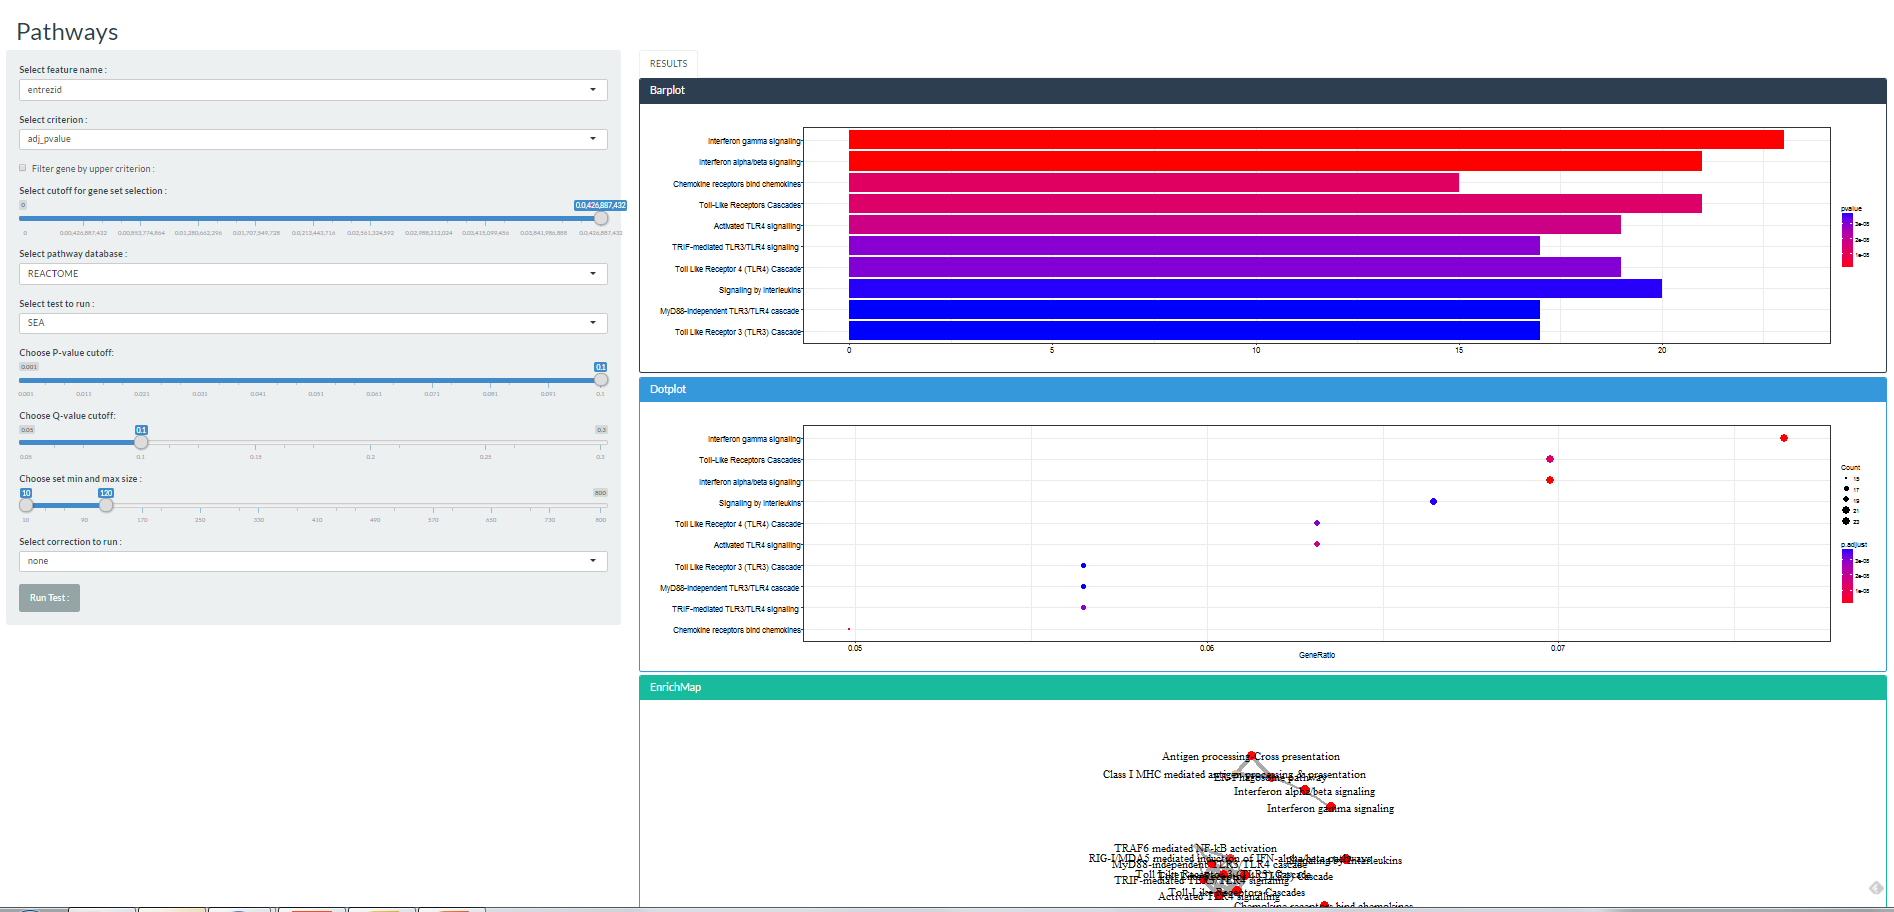 Pathways
Select feature name :
entrezid
Select criterion :
adj_pvalue
Filter gene by upper criterion :
Select cutoff for gene set selection :
0
0.0,426,887,432
0 0.00,426,887,432 0.00,853,774,864 0.01,280,662,296 0.01,707,549,728 0.0,213,443,716 0.02,561,324,592 0.02,988,212,024 0.03,415,099,456 0.03,841,986,888 0.0,426,887,432
Select pathway database :
REACTOME
Select test to run :
SEA
Choose P-value cutoff:
0.001
0.1
0.001 0.011 0.021 0.031 0.041 0.051 0.061 0.071 0.081 0.091 0.1
Choose Q-value cutoff:
0.05
0.1
0.3
0.05 0.1 0.15 0.2 0.25 0.3
Choose set min and max size :
10
120
800
10 90 170 250 330 410 490 570 650 730 800
Select correction to run :
none
Run Test :
RESULTS
Barplot
Interferon gamma signaling
Interferon alpha/beta signaling
Chemokine receptors bind chemokines
Toll-Like Receptors Cascades
Activated TLR4 signalling
TRIF-mediated TLR3/TLR4 signaling
Toll Like Receptor 4 (TLR4) Cascade
Signaling by Interleukins
MyD88-independent TLR3/TLR4 cascade
Toll Like Receptor 3 (TLR3) Cascade
0 5 10 15 20
pvalue
Dotplot
Interferon gamma signaling
Toll-Like Receptors Cascades
Interferon alpha/beta signaling
Signaling by Interleukins
Toll Like Receptor 4 (TLR4) Cascade
Activated TLR4 signalling
Toll Like Receptor 3 (TLR3) Cascade
MyD88-independent TLR3/TLR4 cascade
TRIF-mediated TLR3/TLR4 signaling
Chemokine receptors bind chemokines
0.05 0.06 0.07
GeneRatio
Count
15
17
19
21
23
p.adjust
EnrichMap
Antigen processing-Cross presentation
Class I MHC mediated antigen processing & presentation
ER-Phagosome pathway
Interferon alpha/beta signaling
Interferon gamma signaling
TRAF6 mediated NF-kB activation
RIG-I/MDA5 mediated induction of IFN-alpha/beta pathways
Signaling by Interleukins
MyD88-independent TLR3/TLR4 cascade
Toll Like Receptor 3 (TLR3) Cascade
TRIF-mediated TLR3/TLR4 signaling
Toll-Like Receptors Cascades
Activated TLR4 signalling
Chemokine receptors bind chemokines